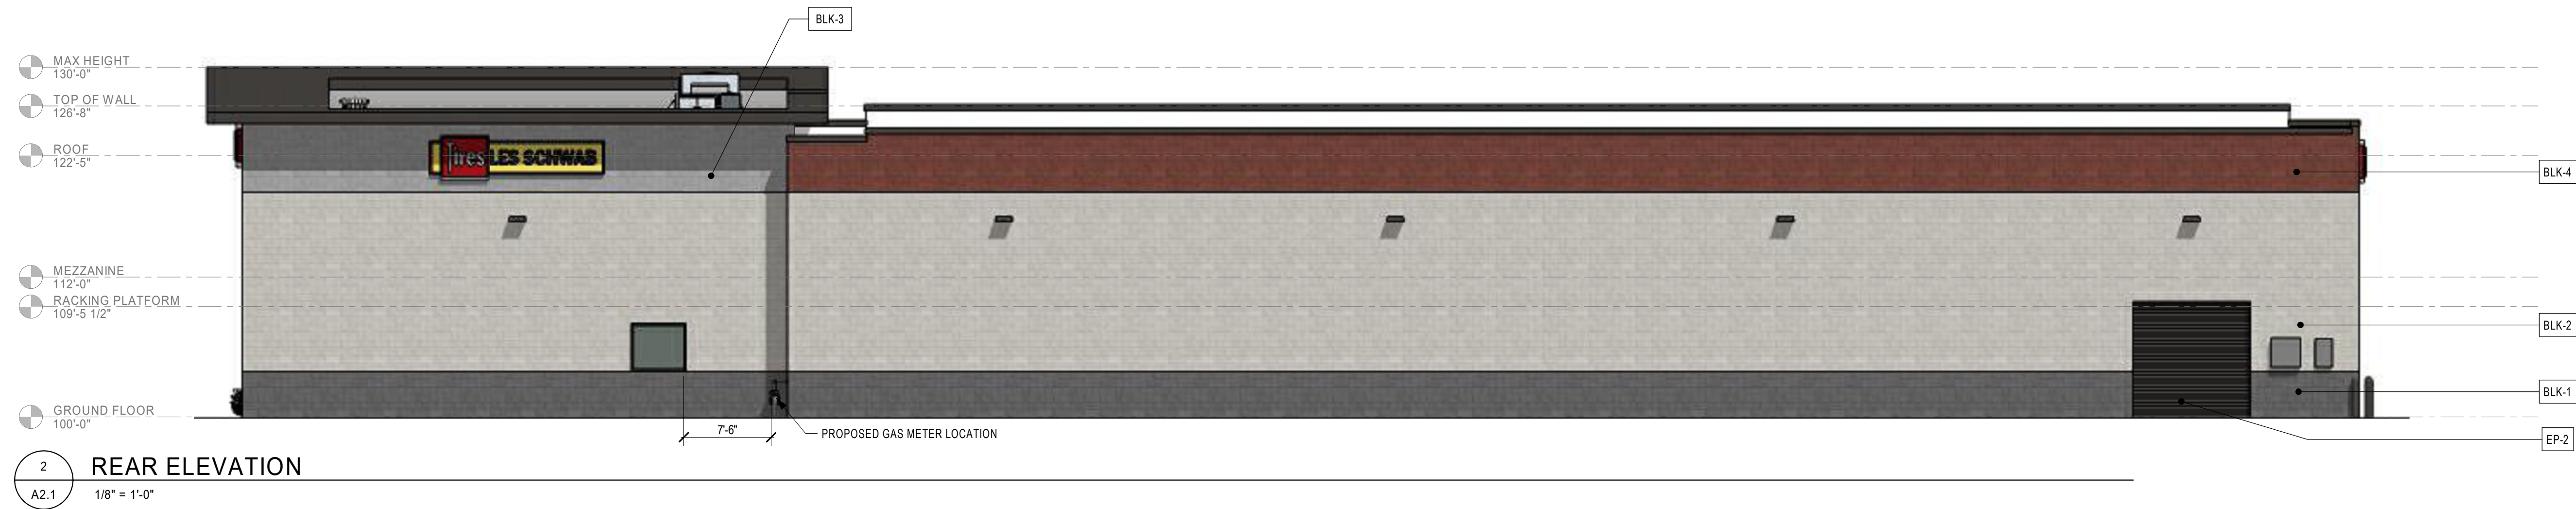 BLK-3
MAX HEIGHT
130'-0"
TOP OF WALL
126'-8"
ROOF
122'-5"
Tires LES SCHWAB
BLK-4
MEZZANINE
112'-0"
RACKING PLATFORM
109'-5 1/2"
BLK-2
BLK-1
GROUND FLOOR
100'-0"
7'-6"
PROPOSED GAS METER LOCATION
EP-2
2
REAR ELEVATION
A2.1
1/8" = 1'-0"